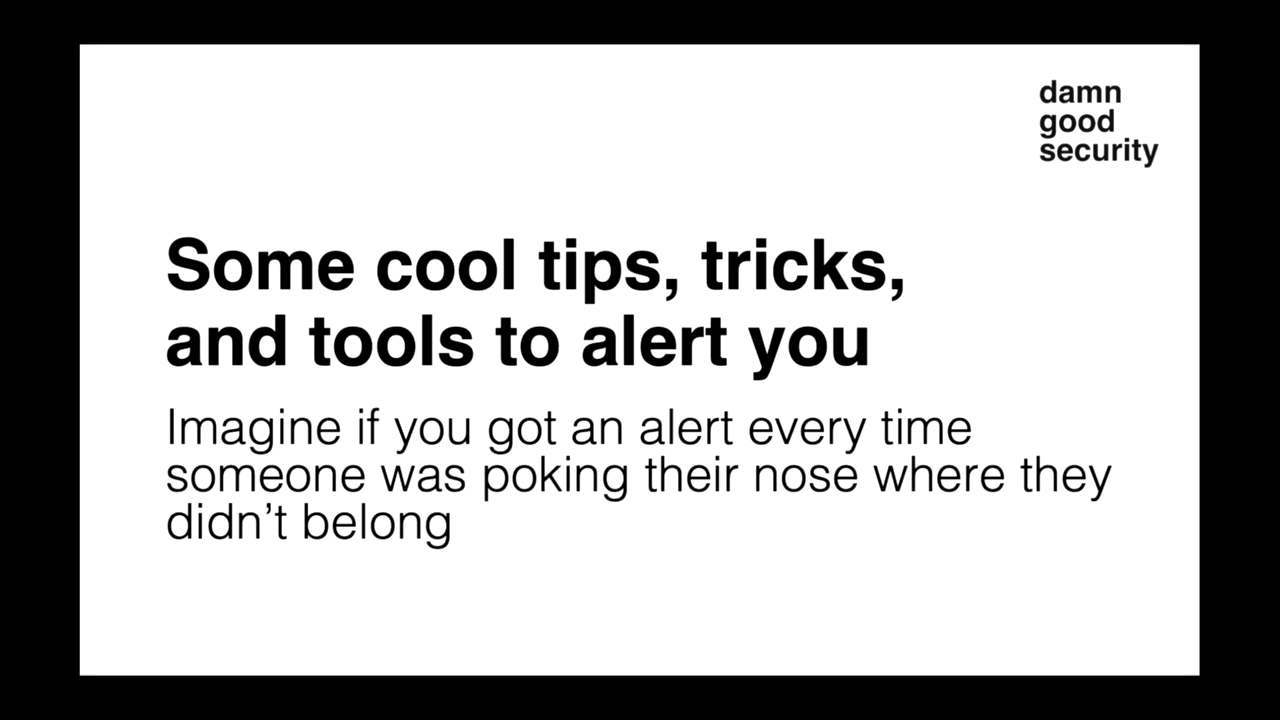 damn
good
security
Some cool tips, tricks,
and tools to alert you
Imagine if you got an alert every time
someone was poking their nose where they
didn’t belong